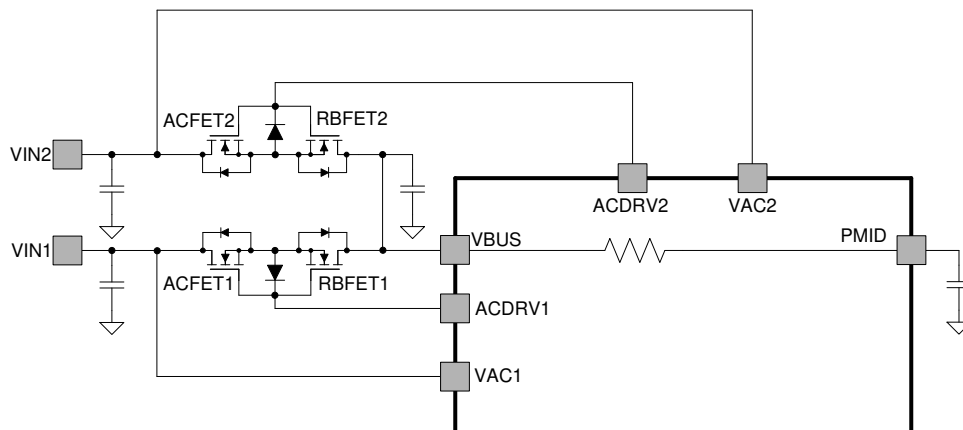 ACFET2
RBFET2
VIN2
ACDRV2
VAC2
VIN1
VBUS
PMID
ACFET1
RBFET1
ACDRV1
VAC1